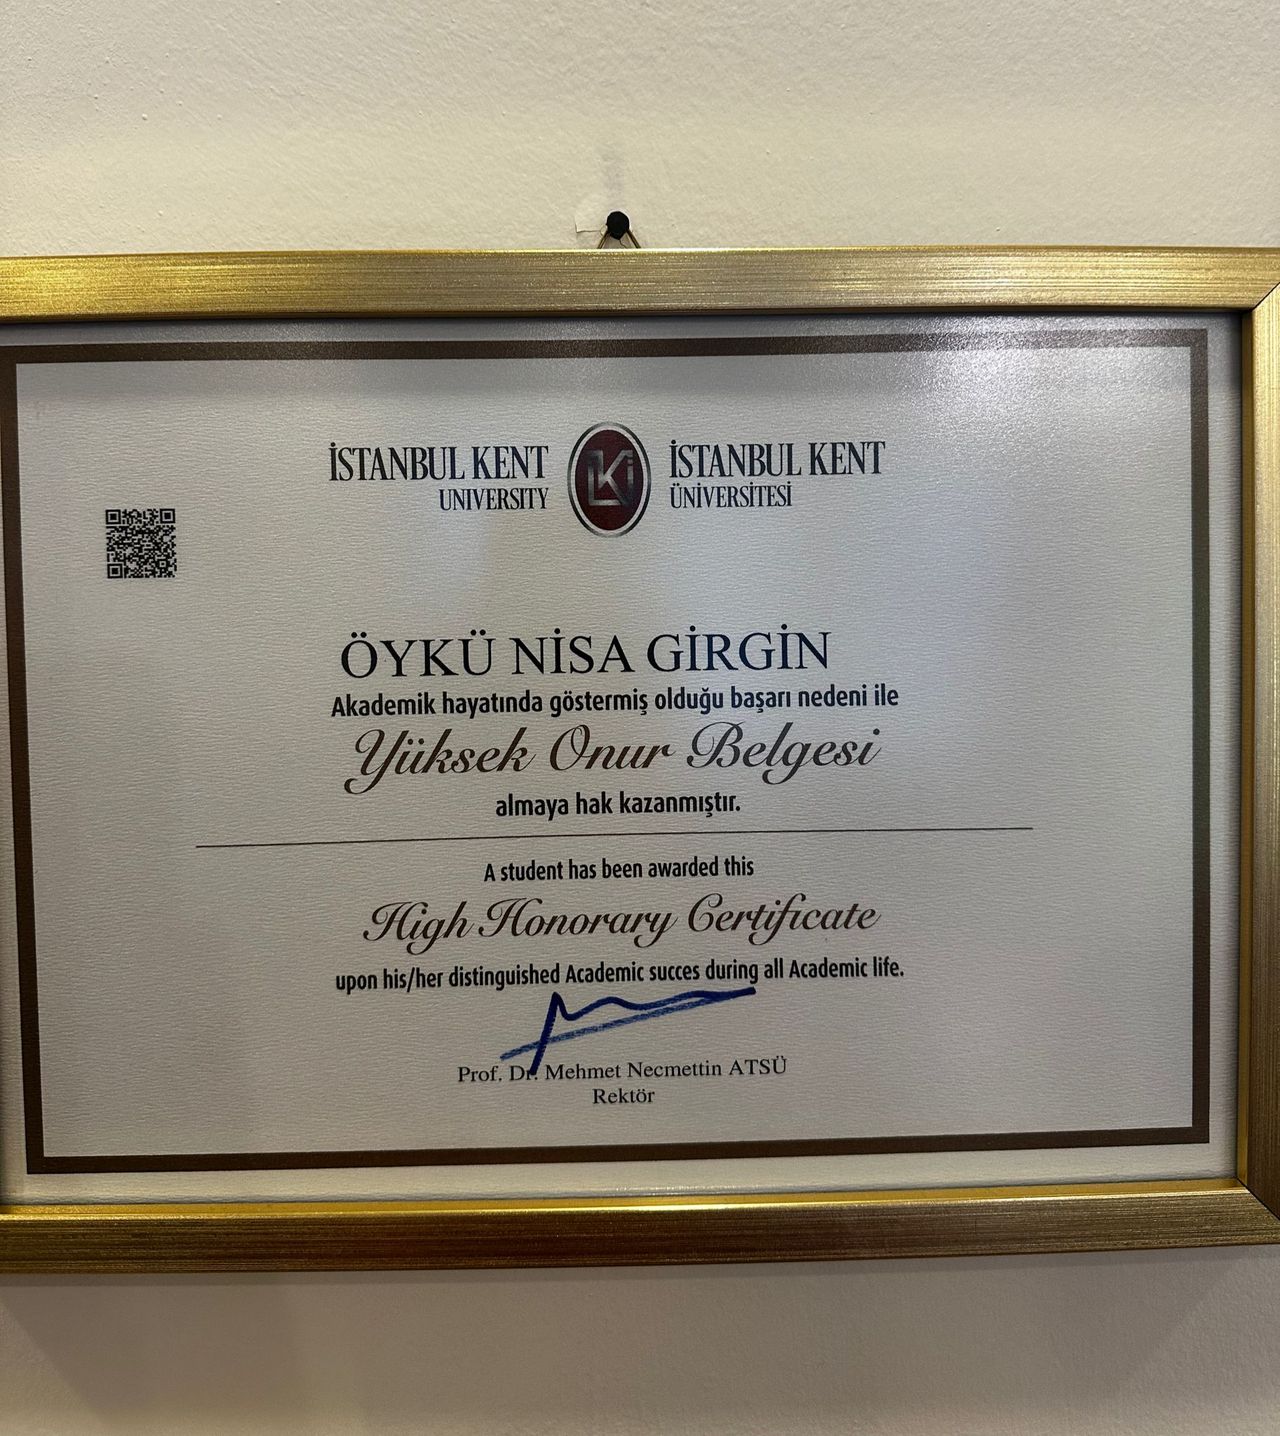 İSTANBUL KENT
UNIVERSITY
İSTANBUL KENT
ÜNİVERSİTESİ
ÖYKÜ NİSA GİRGİN
Akademik hayatında göstermiş olduğu başarı nedeni ile
Yüksek Onur Belgesi
almaya hak kazanmıştır.
A student has been awarded this
High Honorary Certificate
upon his/her distinguished Academic succes during all Academic life.
Prof. Dr. Mehmet Necmettin ATSÜ
Rektör